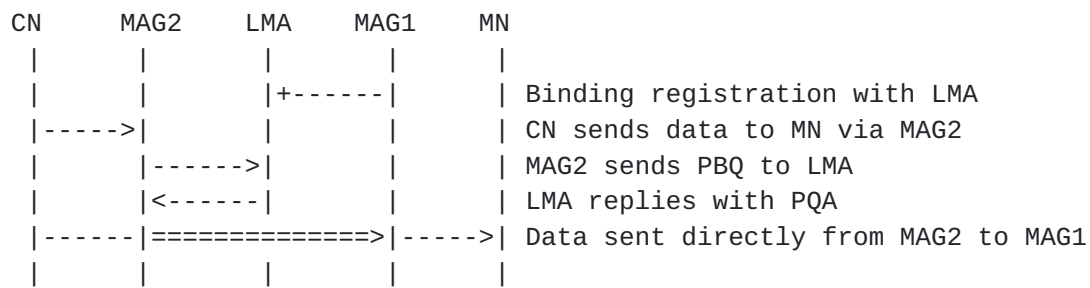 CN MAG2 LMA MAG1 MN
| | | | |
| | |+------| | Binding registration with LMA
|----->| | | | CN sends data to MN via MAG2
| |------>| | | MAG2 sends PBQ to LMA
| |<------| | | LMA replies with PQA
|------|==============>|----->| Data sent directly from MAG2 to MAG1
| | | | |